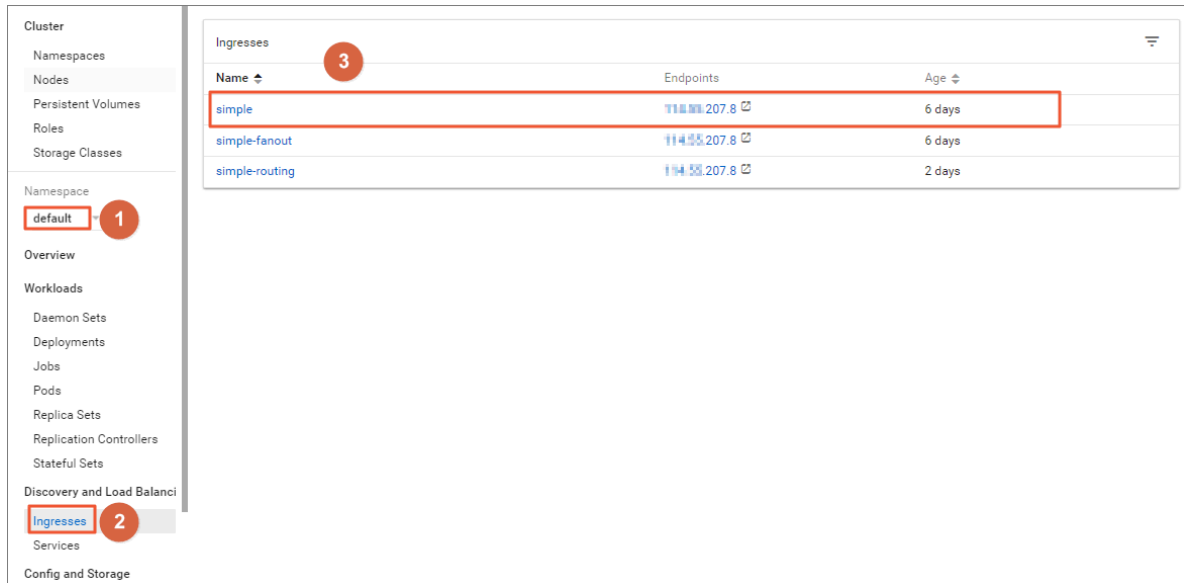 Cluster
Namespaces
Nodes
Persistent Volumes
Roles
Storage Classes
Namespace
default
1
Overview
Workloads
Daemon Sets
Deployments
Jobs
Pods
Replica Sets
Replication Controllers
Stateful Sets
Discovery and Load Balanci
Ingresses
2
Services
Config and Storage
Ingresses
3
Name Endpoints Age
simple .207.8 6 days
simple-fanout .207.8 6 days
simple-routing .207.8 2 days